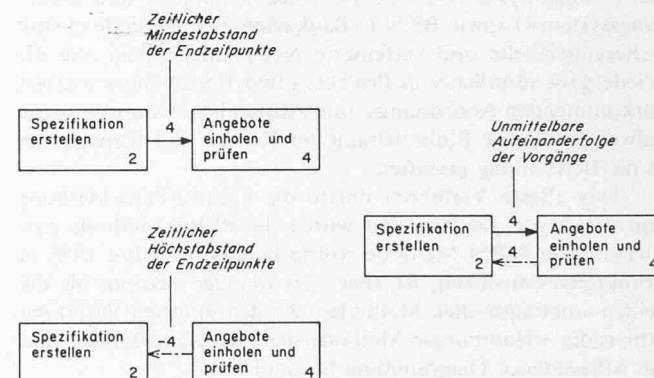 Zeitlicher
Mindestabstand
der Endzeitpunkte
Spezifikation
erstellen
2
4
Angebote
einholen und
prüfen
4
Zeitlicher
Höchstabstand
der Endzeitpunkte
Spezifikation
erstellen
2
-4
Angebote
einholen und
prüfen
4
Unmittelbare
Aufeinanderfolge
der Vorgänge
Spezifikation
erstellen
2
4
-4
Angebote
einholen und
prüfen
4